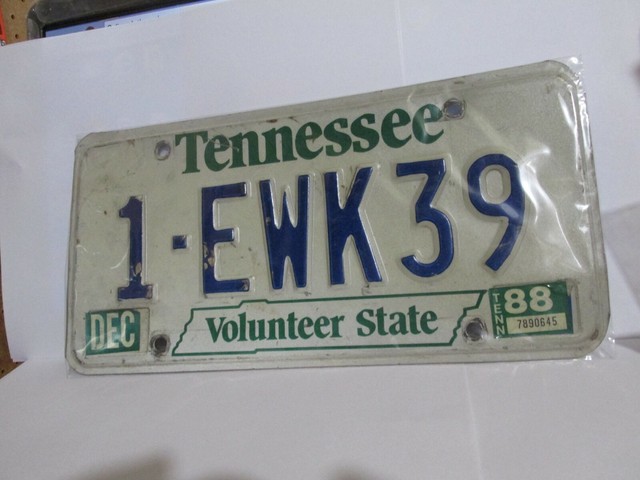 Tennessee
1-EWK39
DEC
Volunteer State
TENN
88
7890645